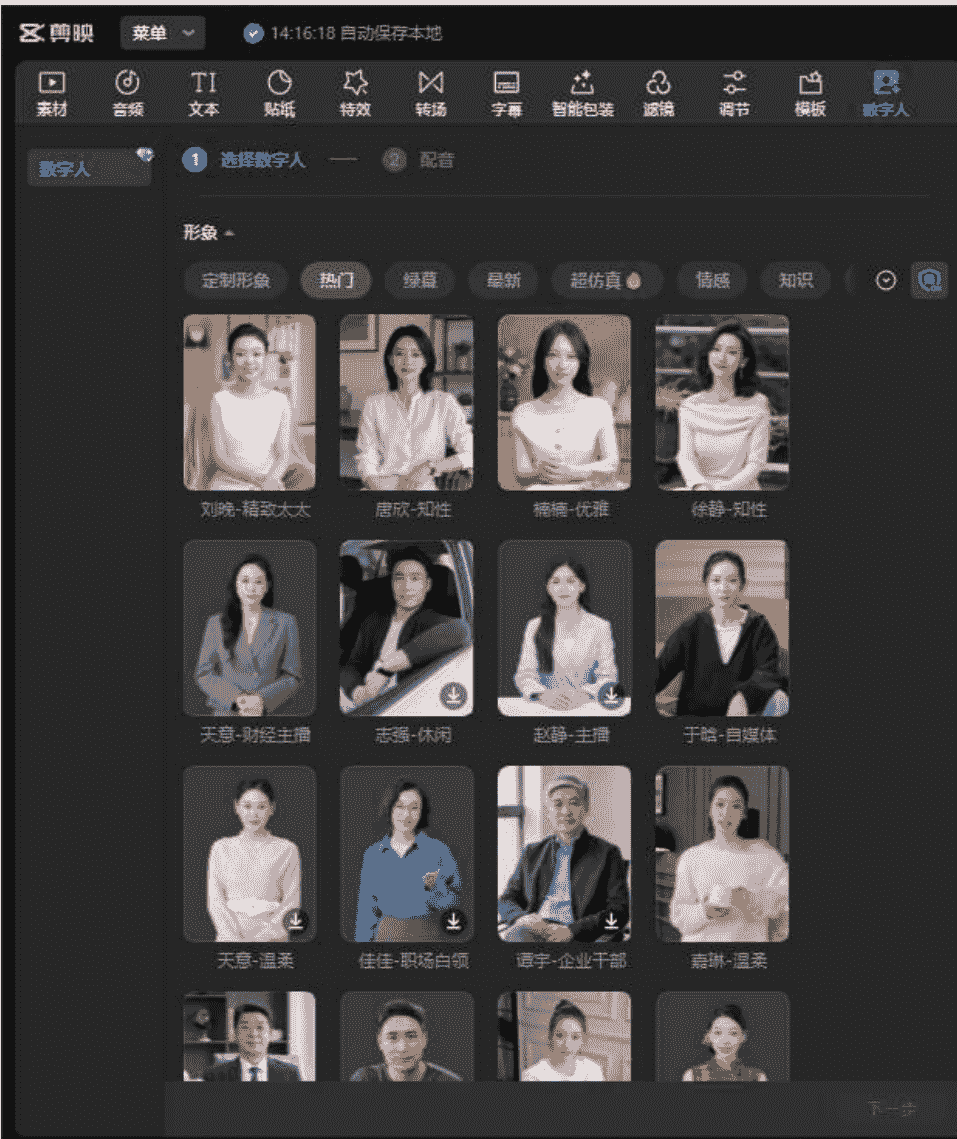 剪映 菜单 14:16:18 自动保存本地
素材 音频 TI 文本 贴纸 特效 转场 字幕 智能包装 滤镜 调节 模板 数字人
数字人
1 选择数字人 2 配音
形象
定制形象 热门 绿幕 最新 超仿真 情感 知识
刘晚-精致太太 唐欣-知性 楠楠-优雅 徐静-知性
天意-财经主播 志强-休闲 赵静-主播 于晗-自媒体
天意-温柔 佳佳-职场白领 谭宇-企业干部 嘉琳-温柔
下一步